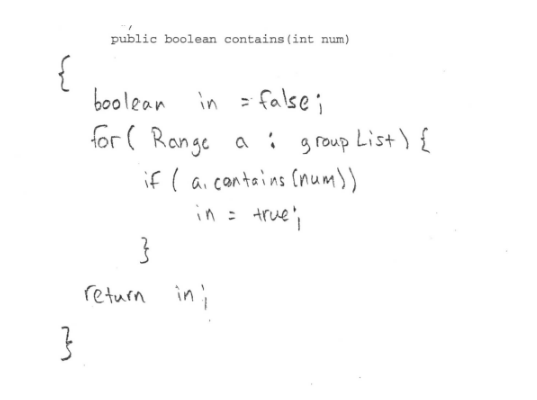 public boolean contains(int num)
{
boolean in = false;
for( Range a : groupList) {
if ( a.contains(num))
in = true;
}
return in;
}